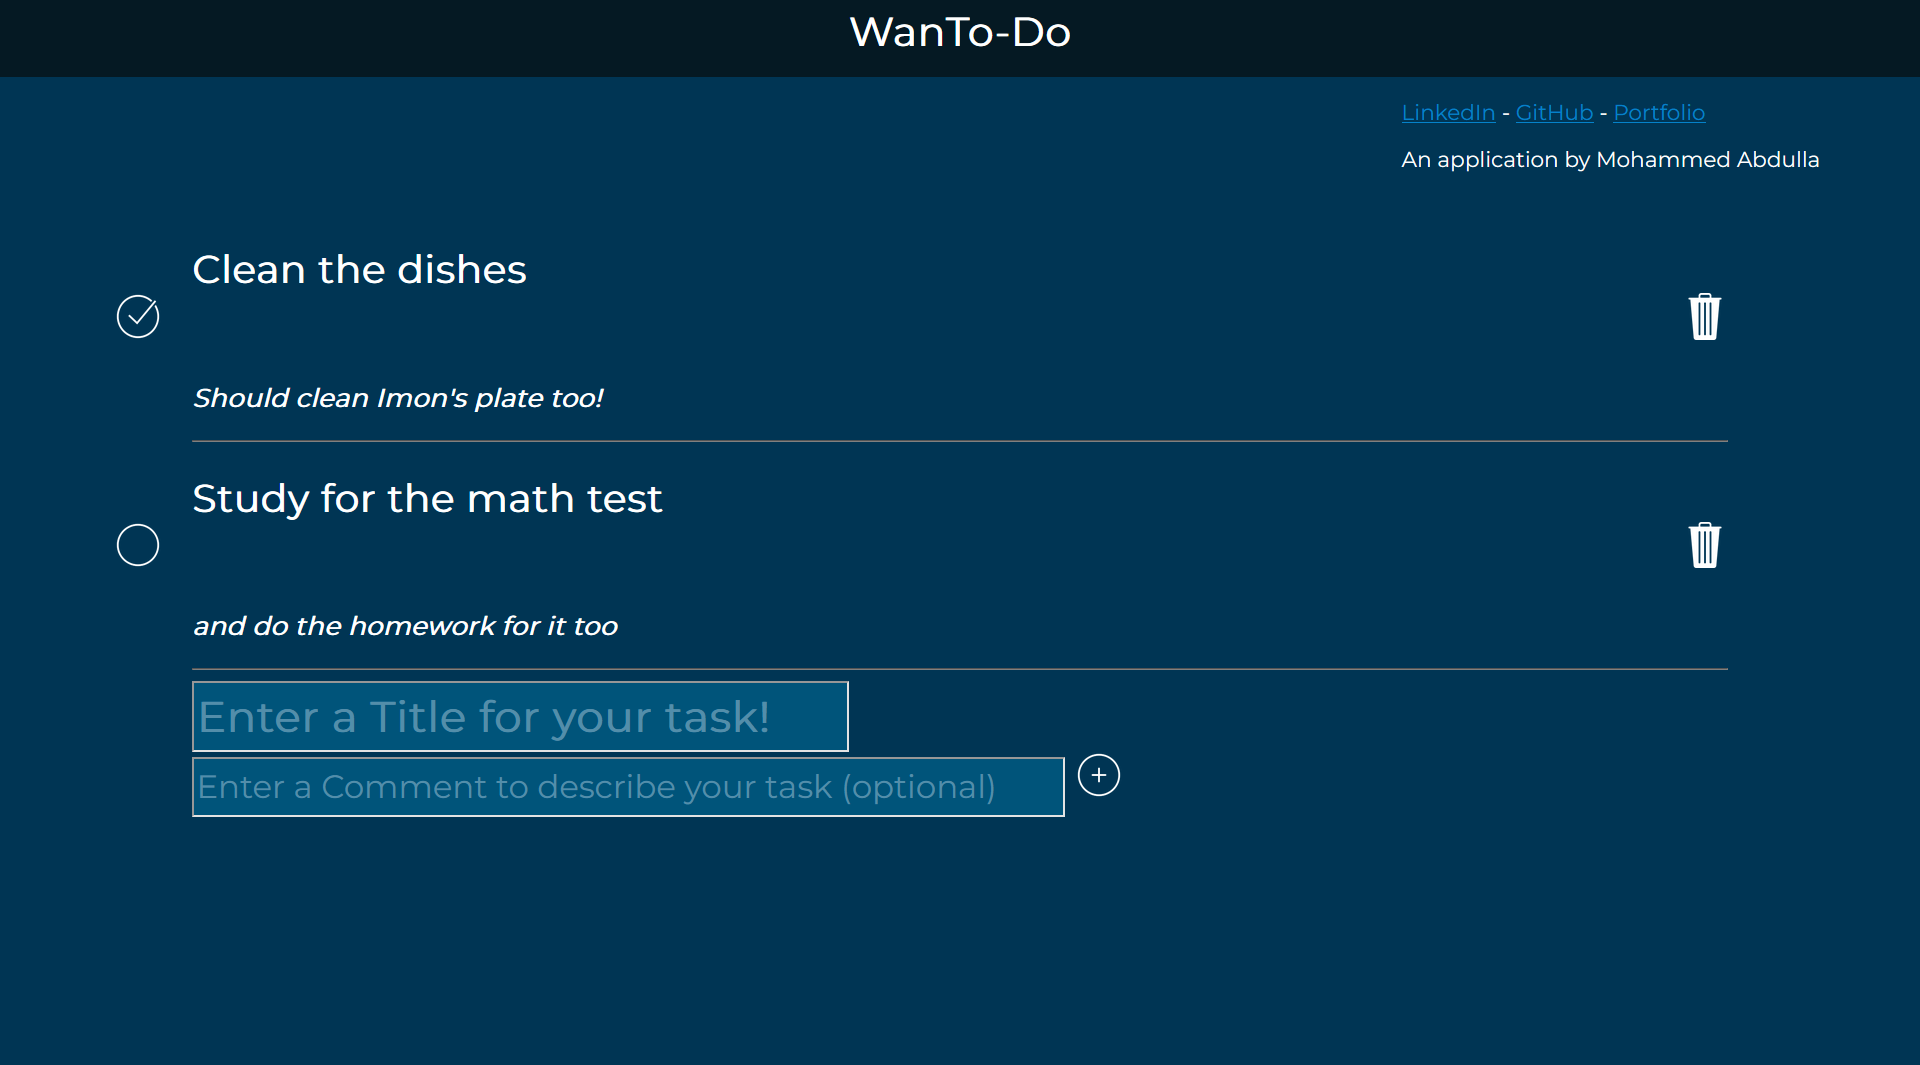 WanTo-Do
LinkedIn - GitHub - Portfolio
An application by Mohammed Abdulla
Clean the dishes
Should clean Imon's plate too!
Study for the math test
and do the homework for it too
Enter a Title for your task!
Enter a Comment to describe your task (optional)